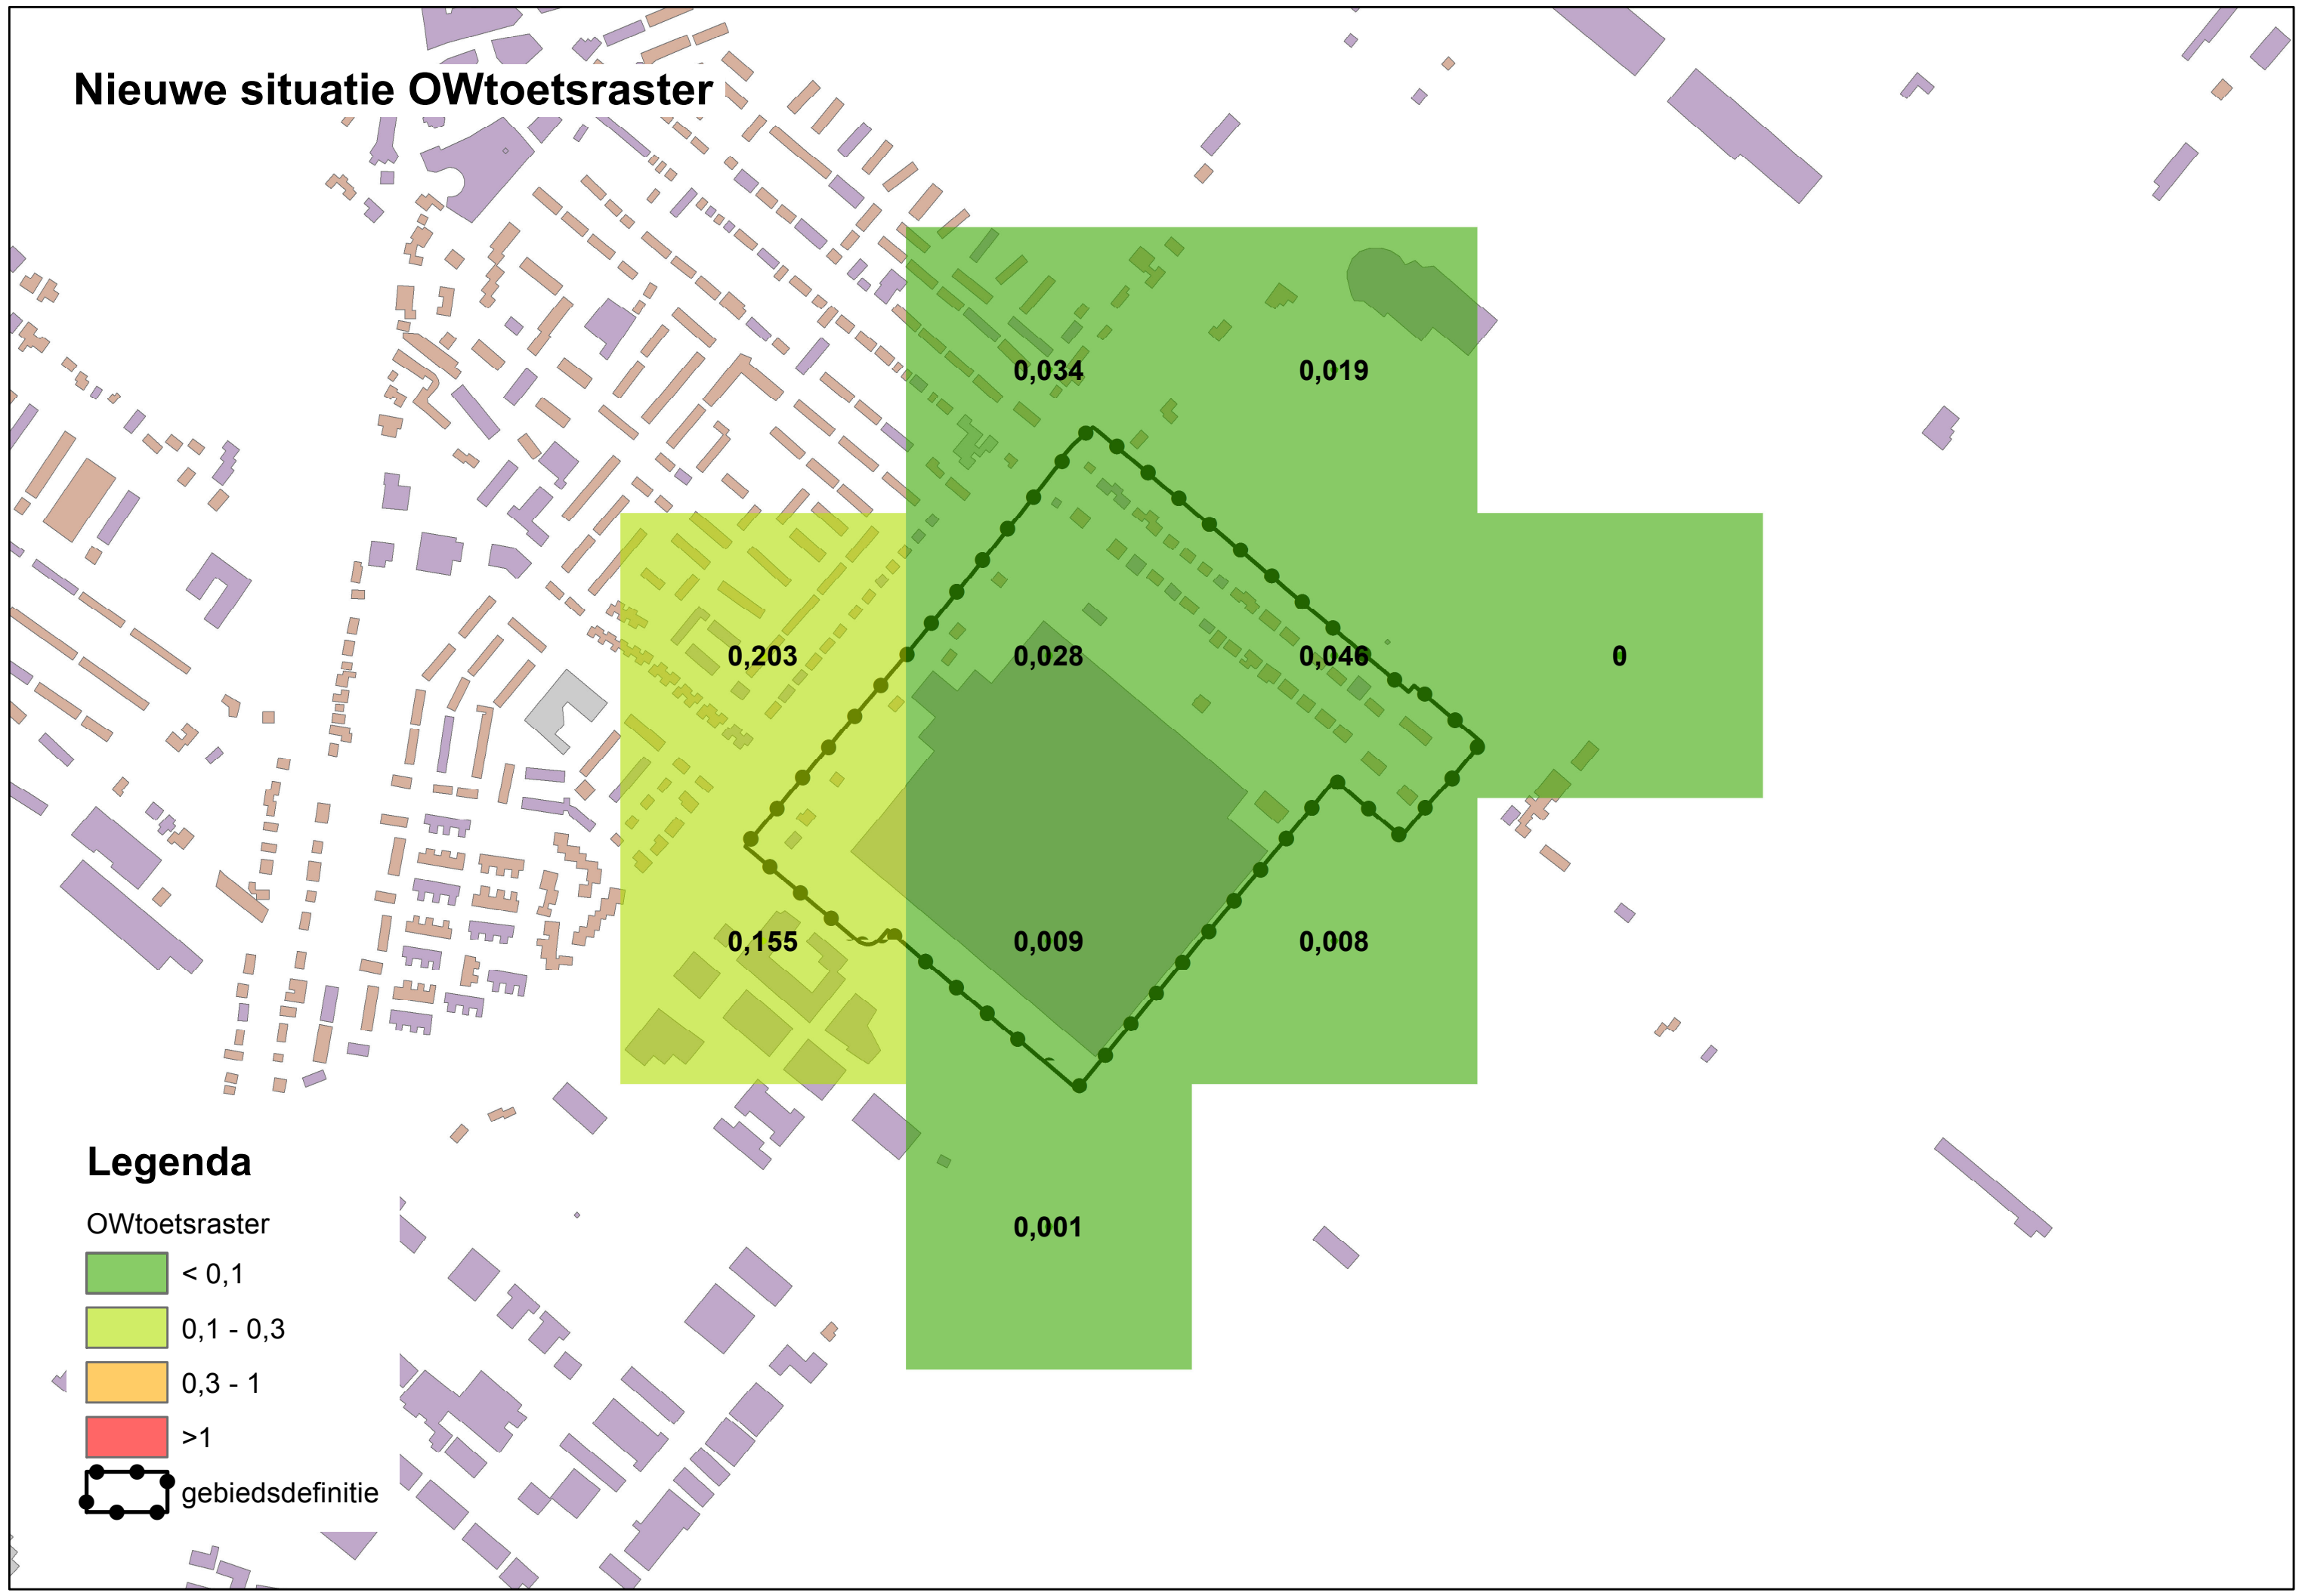 Nieuwe situatie OWtoetsraster
0,034 0,019
0,203 0,028 0,046 0
0,155 0,009 0,008
0,001
Legenda
OWtoetsraster
< 0,1
0,1 - 0,3
0,3 - 1
>1
gebiedsdefinitie